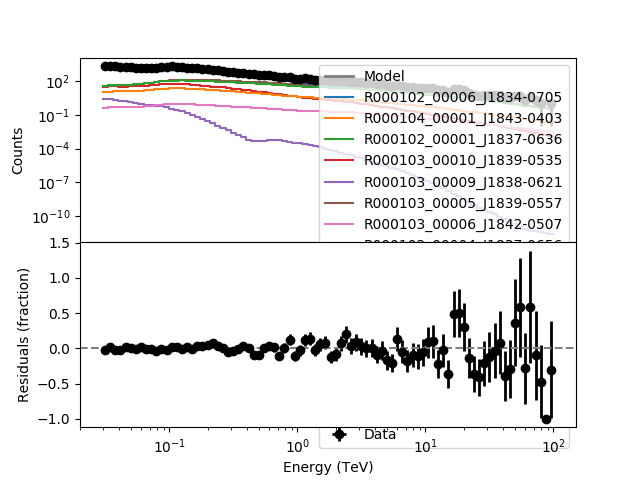 10²
10⁻¹
10⁻⁴
10⁻⁷
10⁻¹⁰
Counts
Model
R000102_00006_J1834-0705
R000104_00001_J1843-0403
R000102_00001_J1837-0636
R000103_00010_J1839-0535
R000103_00009_J1838-0621
R000103_00005_J1839-0557
R000103_00006_J1842-0507
1.5
1.0
0.5
0.0
−0.5
−1.0
Residuals (fraction)
Data
10⁻¹
10⁰
10¹
10²
Energy (TeV)